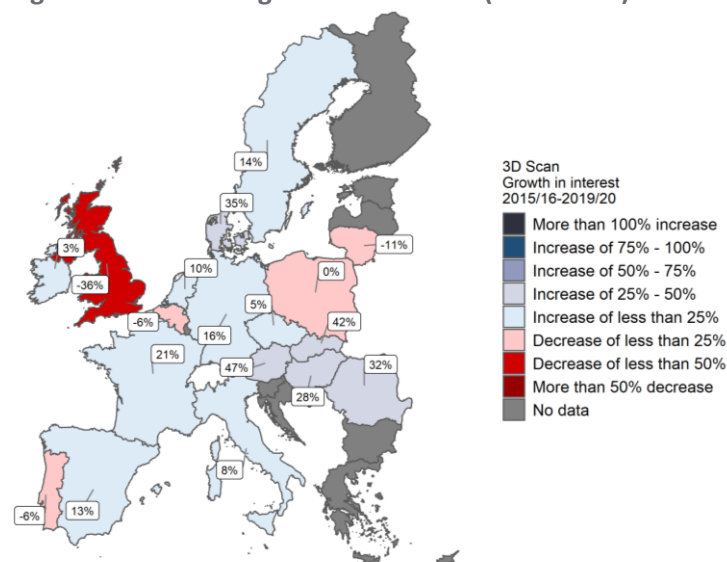 3D Scan
Growth in interest
2015/16-2019/20
More than 100% increase
Increase of 75% - 100%
Increase of 50% - 75%
Increase of 25% - 50%
Increase of less than 25%
Decrease of less than 25%
Decrease of less than 50%
More than 50% decrease
No data
14%
35%
3%
-11%
10%
0%
-36%
5%
-6%
42%
16%
21%
47%
32%
28%
8%
13%
-6%